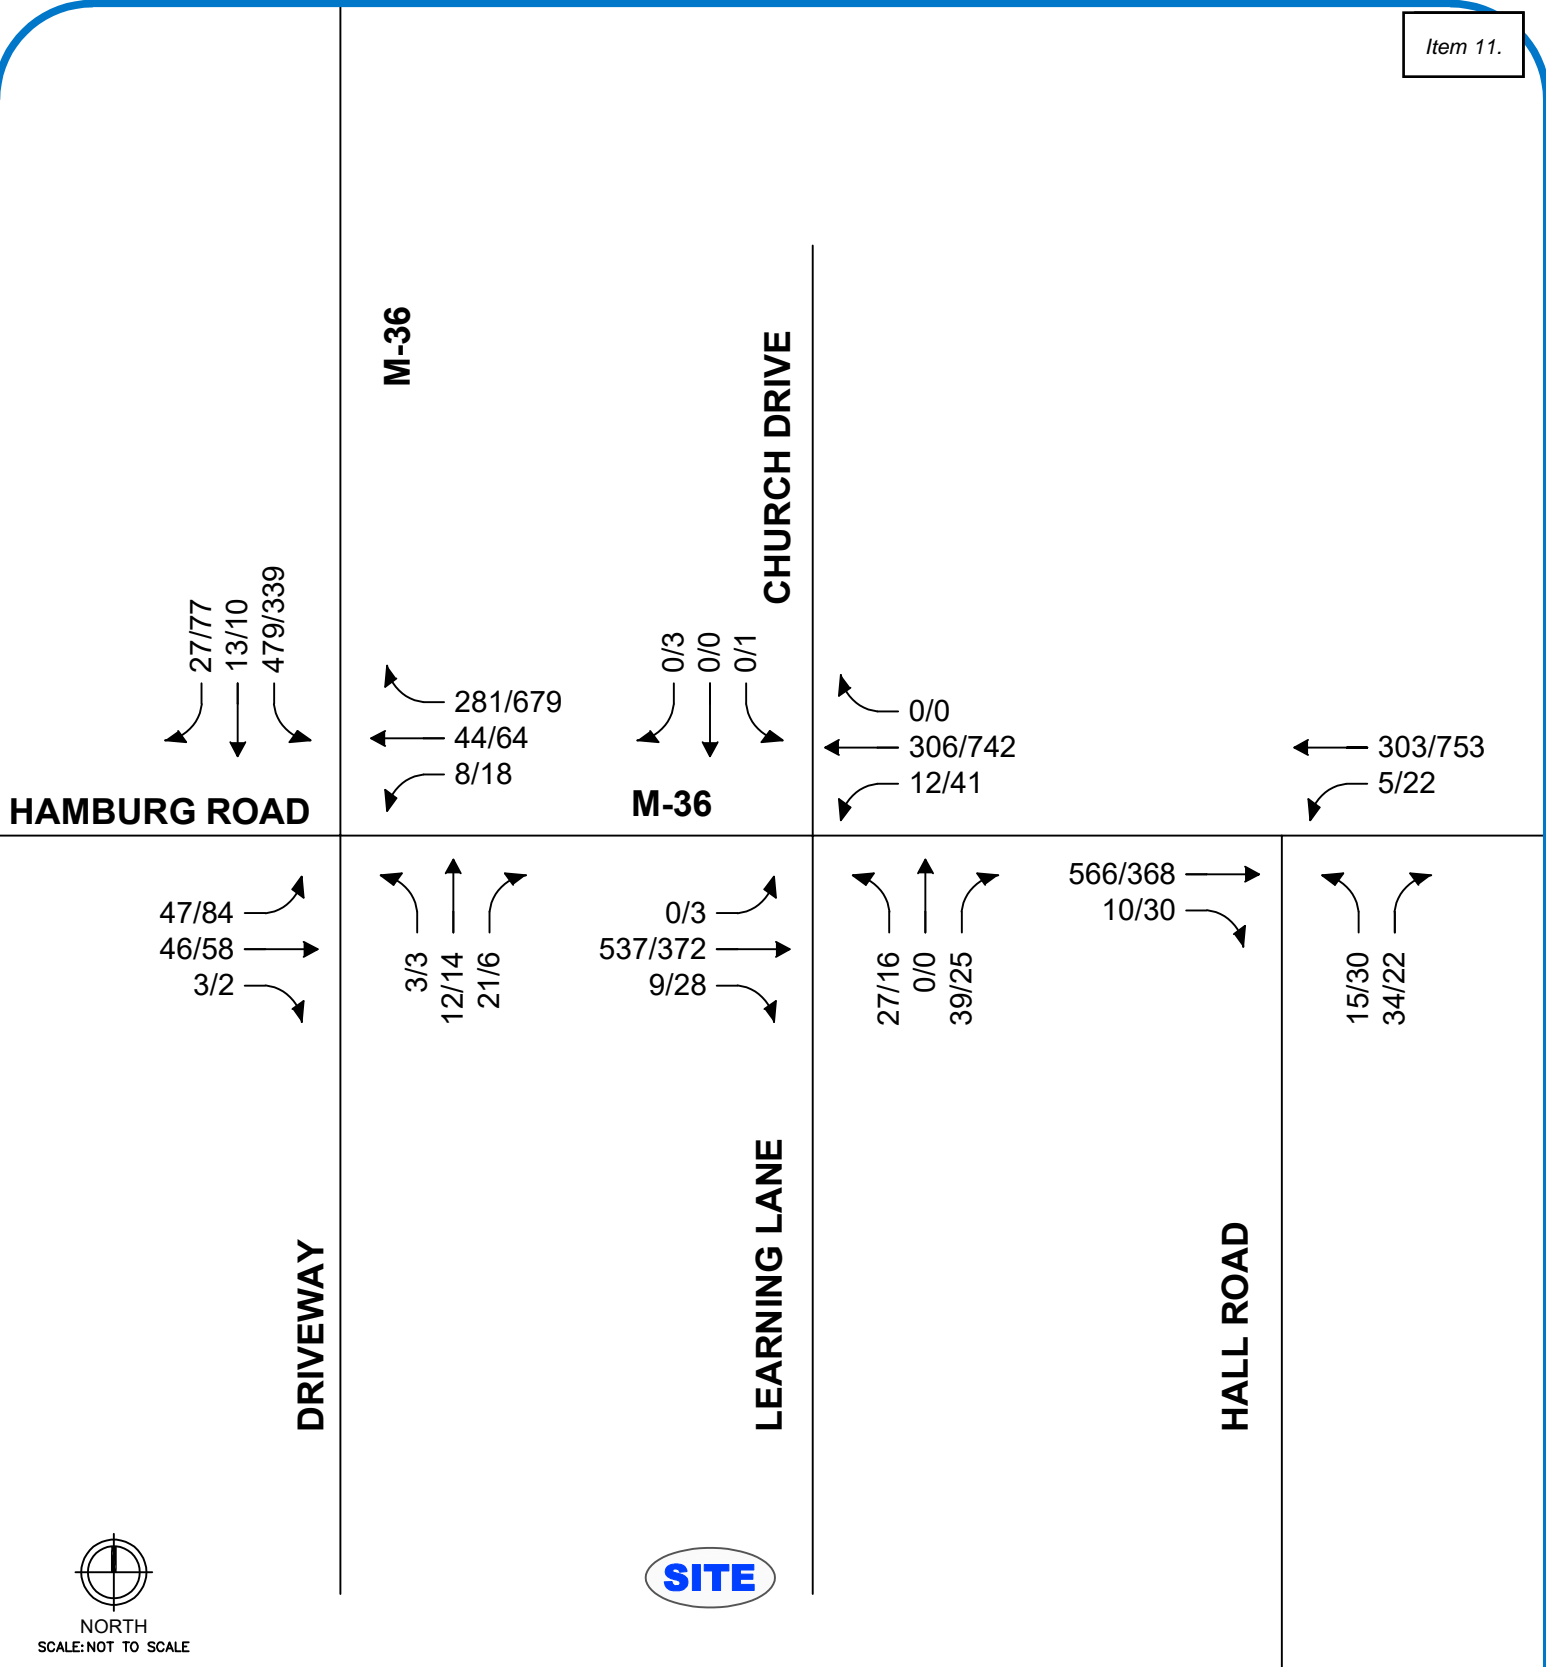 Item 11.
M-36
CHURCH DRIVE
27/77
13/10
479/339
281/679
44/64
8/18
0/3
0/0
0/1
0/0
306/742
12/41
303/753
5/22
HAMBURG ROAD
M-36
47/84
46/58
3/2
3/3
12/14
21/6
0/3
537/372
9/28
27/16
0/0
39/25
566/368
10/30
15/30
34/22
DRIVEWAY
LEARNING LANE
HALL ROAD
SITE
NORTH
SCALE: NOT TO SCALE